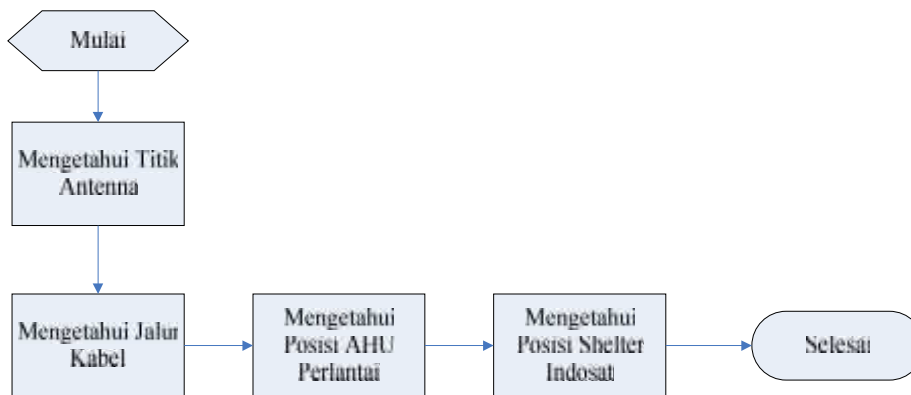 Mulai
Mengetahui Titik
Antenna
Mengetahui Jalur
Kabel
Mengetahui
Posisi AHU
Perlantai
Mengetahui
Posisi Shelter
Indosat
Selesai